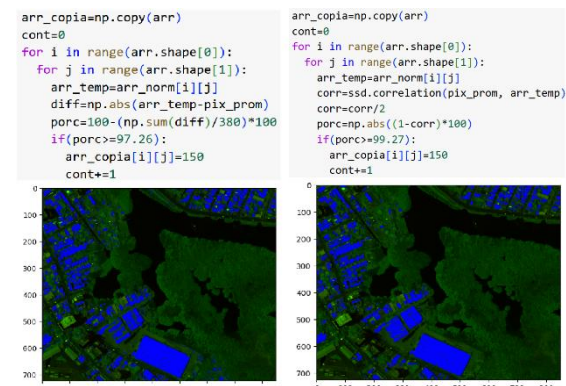 arr_copia=np.copy(arr)
cont=0
for i in range(arr.shape[0]):
  for j in range(arr.shape[1]):
    arr_temp=arr_norm[i][j]
    diff=np.abs(arr_temp-pix_prom)
    porc=100-(np.sum(diff)/380)*100
    if(porc>=97.26):
      arr_copia[i][j]=150
      cont+=1
0
100
200
300
400
500
600
700
arr_copia=np.copy(arr)
cont=0
for i in range(arr.shape[0]):
  for j in range(arr.shape[1]):
    arr_temp=arr_norm[i][j]
    corr=ssd.correlation(pix_prom, arr_temp)
    corr=corr/2
    porc=np.abs((1-corr)*100)
    if(porc>=99.27):
      arr_copia[i][j]=150
      cont+=1
0
100
200
300
400
500
600
700